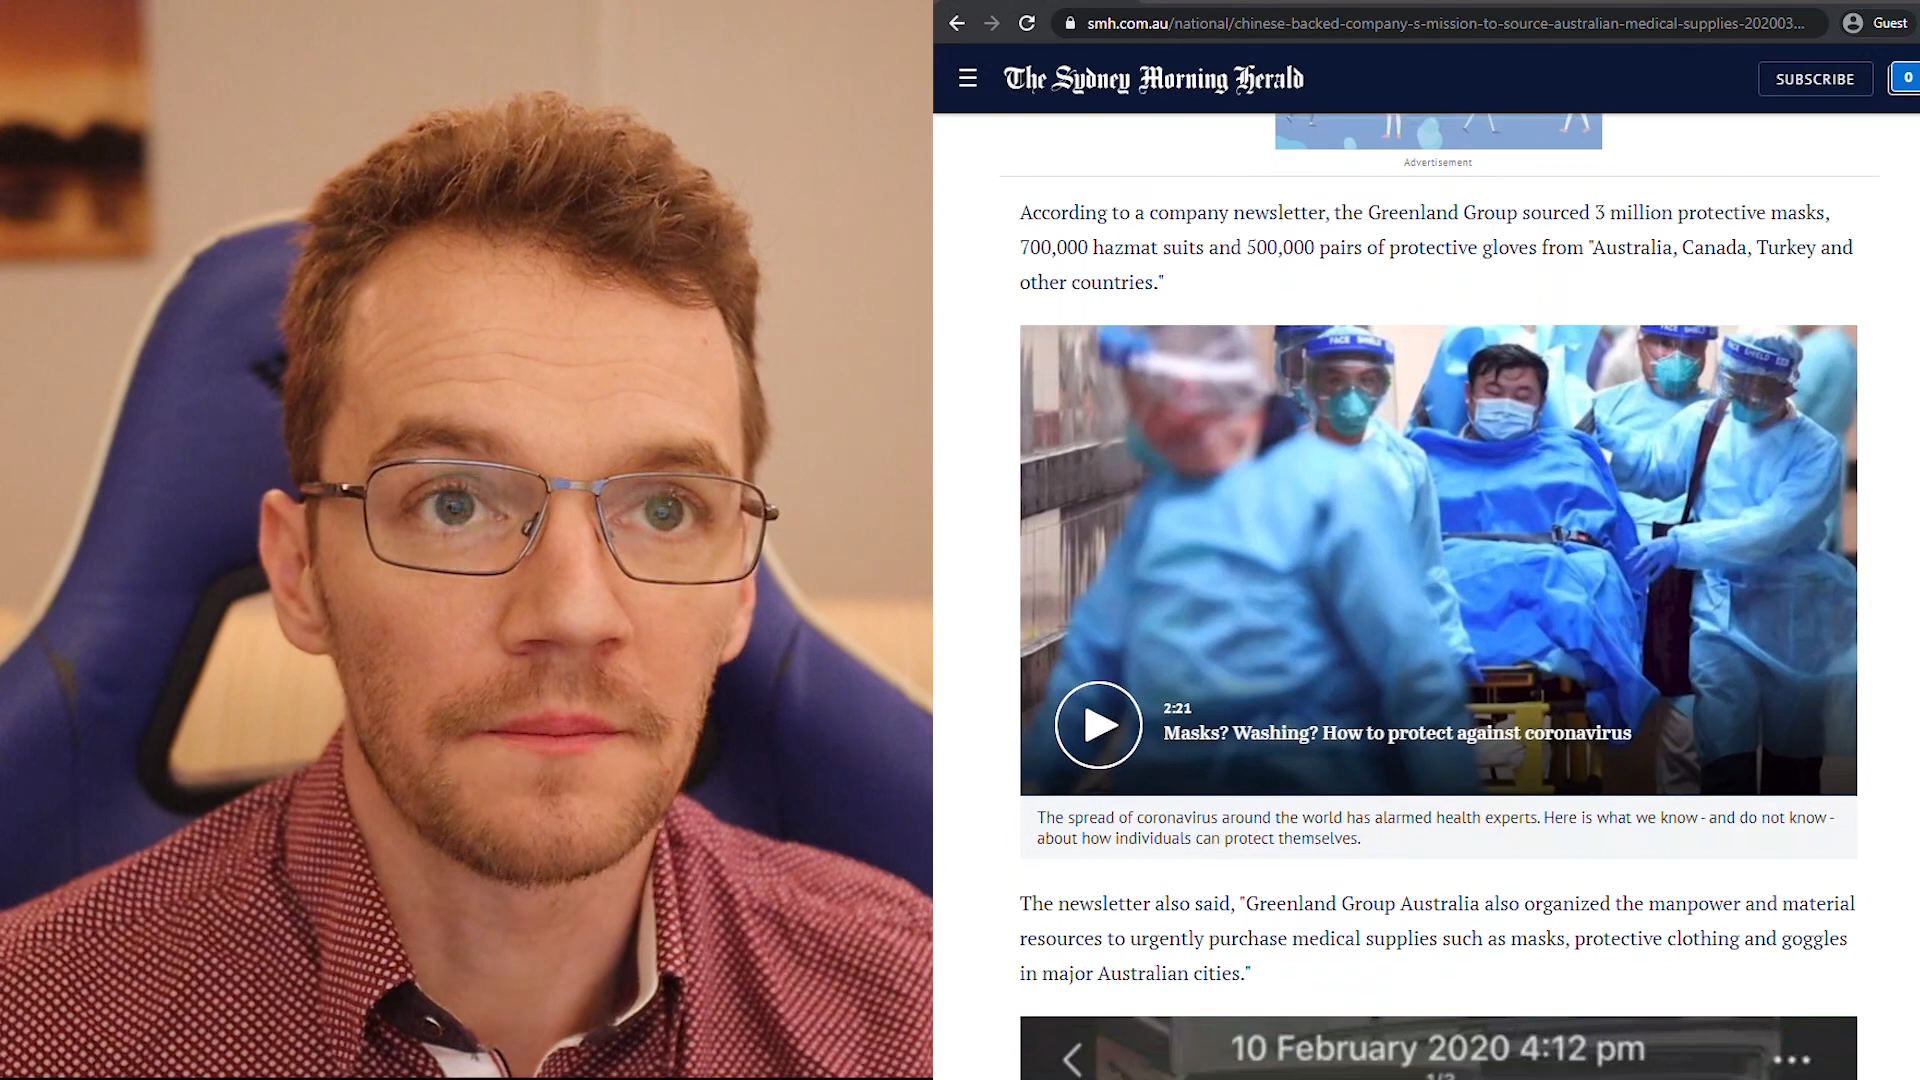 smh.com.au/national/chinese-backed-company-s-mission-to-source-australian-medical-supplies-202003...
Guest
The Sydney Morning Herald
SUBSCRIBE
0
Advertisement
According to a company newsletter, the Greenland Group sourced 3 million protective masks,
700,000 hazmat suits and 500,000 pairs of protective gloves from "Australia, Canada, Turkey and
other countries."
FACE SHIELD
FACE SHIELD
FACE SHIELD
2:21
Masks? Washing? How to protect against coronavirus
The spread of coronavirus around the world has alarmed health experts. Here is what we know - and do not know -
about how individuals can protect themselves.
The newsletter also said, "Greenland Group Australia also organized the manpower and material
resources to urgently purchase medical supplies such as masks, protective clothing and goggles
in major Australian cities."
10 February 2020 4:12 pm